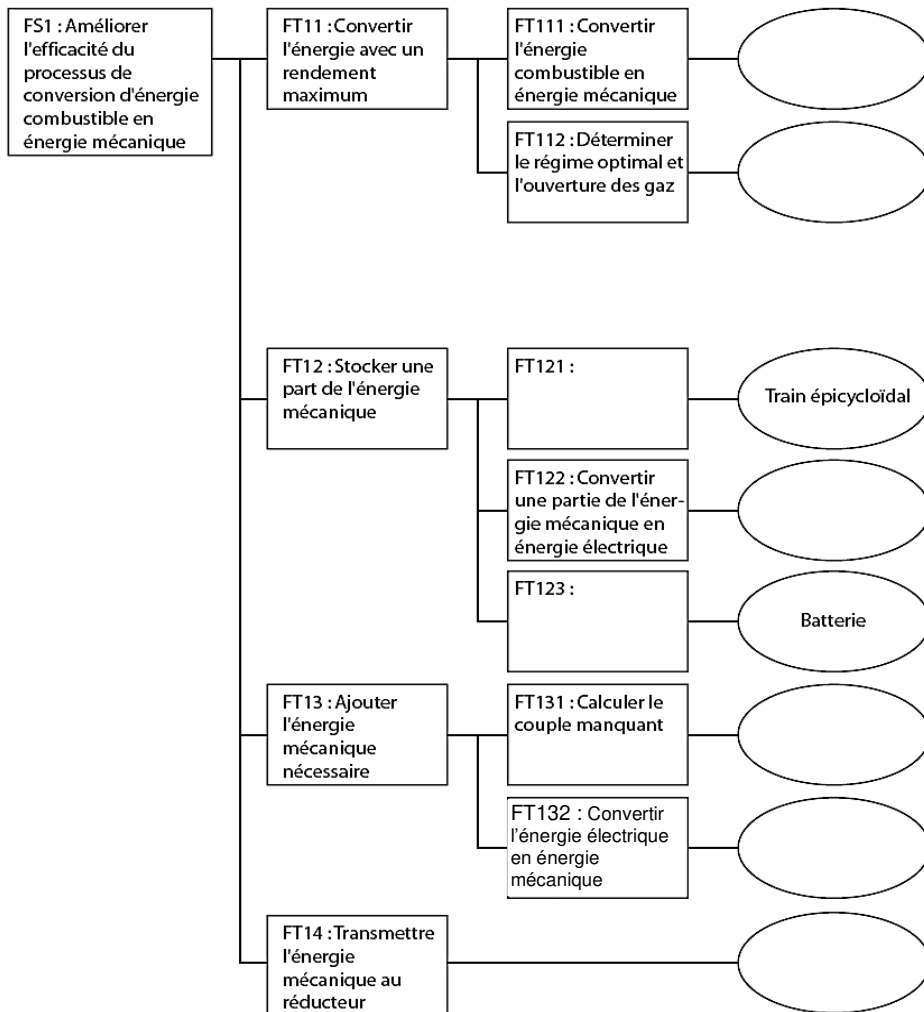 FS1 : Améliorer
l'efficacité du
processus de
conversion d'énergie
combustible en
énergie mécanique
FT11 : Convertir
l'énergie avec un
rendement
maximum
FT111 : Convertir
l'énergie
combustible en
énergie mécanique
FT112 : Déterminer
le régime optimal et
l'ouverture des gaz
FT12 : Stocker une
part de l'énergie
mécanique
FT121 :
Train épicycloïdal
FT122 : Convertir
une partie de l'éner-
gie mécanique en
énergie électrique
FT123 :
Batterie
FT13 : Ajouter
l'énergie
mécanique
nécessaire
FT131 : Calculer le
couple manquant
FT132 : Convertir
l'énergie électrique
en énergie
mécanique
FT14 : Transmettre
l'énergie
mécanique au
réducteur